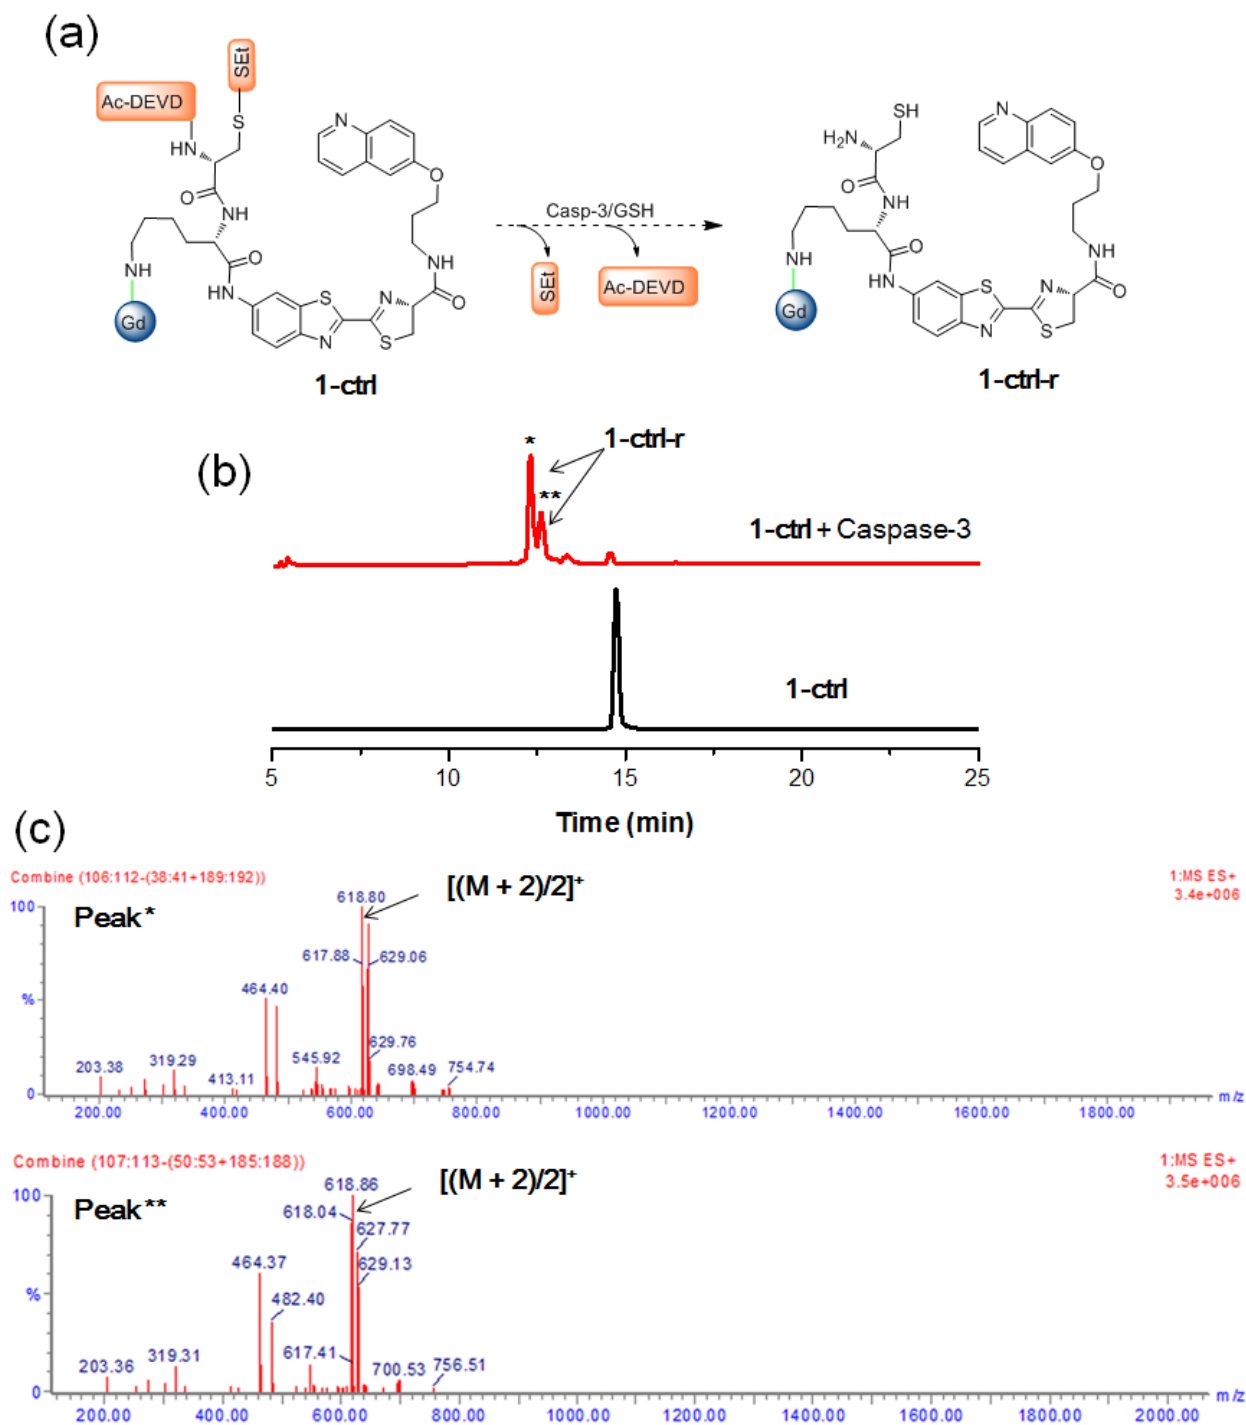 (a)
SEt
Ac-DEVD
S
HN
N
O
O
NH
NH
HN
O
NH
O
S
N
N
S
Gd
1-ctrl
Casp-3/GSH
SEt
Ac-DEVD
SH
H₂N
N
O
O
NH
NH
HN
O
NH
O
S
N
N
S
Gd
1-ctrl-r
(b)
*
1-ctrl-r
**
1-ctrl + Caspase-3
1-ctrl
5 10 15 20 25
Time (min)
(c)
Combine (106:112-(38:41+189:192))
1:MS ES+
3.4e+006
Peak*
[(M + 2)/2]⁺
100
%
0
618.80
617.88
629.06
464.40
629.76
545.92
203.38
319.29
413.11
698.49
754.74
200.00 400.00 600.00 800.00 1000.00 1200.00 1400.00 1600.00 1800.00 m/z
Combine (107:113-(50:53+185:188))
1:MS ES+
3.5e+006
Peak**
[(M + 2)/2]⁺
100
%
0
618.86
618.04
627.77
464.37
629.13
482.40
617.41
203.36
319.31
700.53
756.51
200.00 400.00 600.00 800.00 1000.00 1200.00 1400.00 1600.00 1800.00 2000.00 m/z